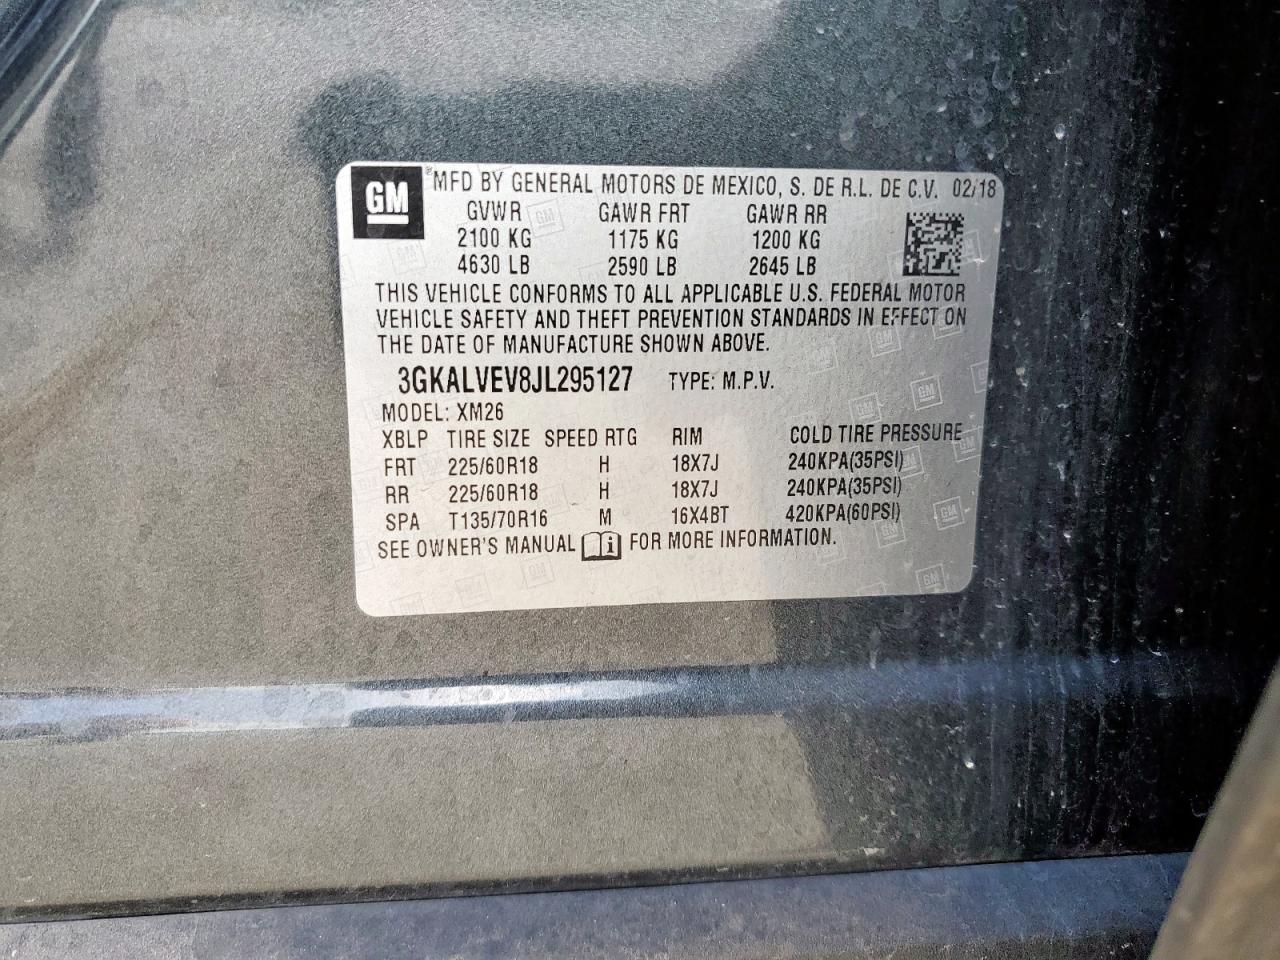 GM MFD BY GENERAL MOTORS DE MEXICO, S. DE R.L. DE C.V. 02/18
GVWR GAWR FRT GAWR RR
2100 KG 1175 KG 1200 KG
4630 LB 2590 LB 2645 LB
THIS VEHICLE CONFORMS TO ALL APPLICABLE U.S. FEDERAL MOTOR
VEHICLE SAFETY AND THEFT PREVENTION STANDARDS IN EFFECT ON
THE DATE OF MANUFACTURE SHOWN ABOVE.
3GKALVEV8JL295127 TYPE: M.P.V.
MODEL: XM26
XBLP TIRE SIZE SPEED RTG RIM COLD TIRE PRESSURE
FRT 225/60R18 H 18X7J 240KPA(35PSI)
RR 225/60R18 H 18X7J 240KPA(35PSI)
SPA T135/70R16 M 16X4BT 420KPA(60PSI)
SEE OWNER'S MANUAL FOR MORE INFORMATION.